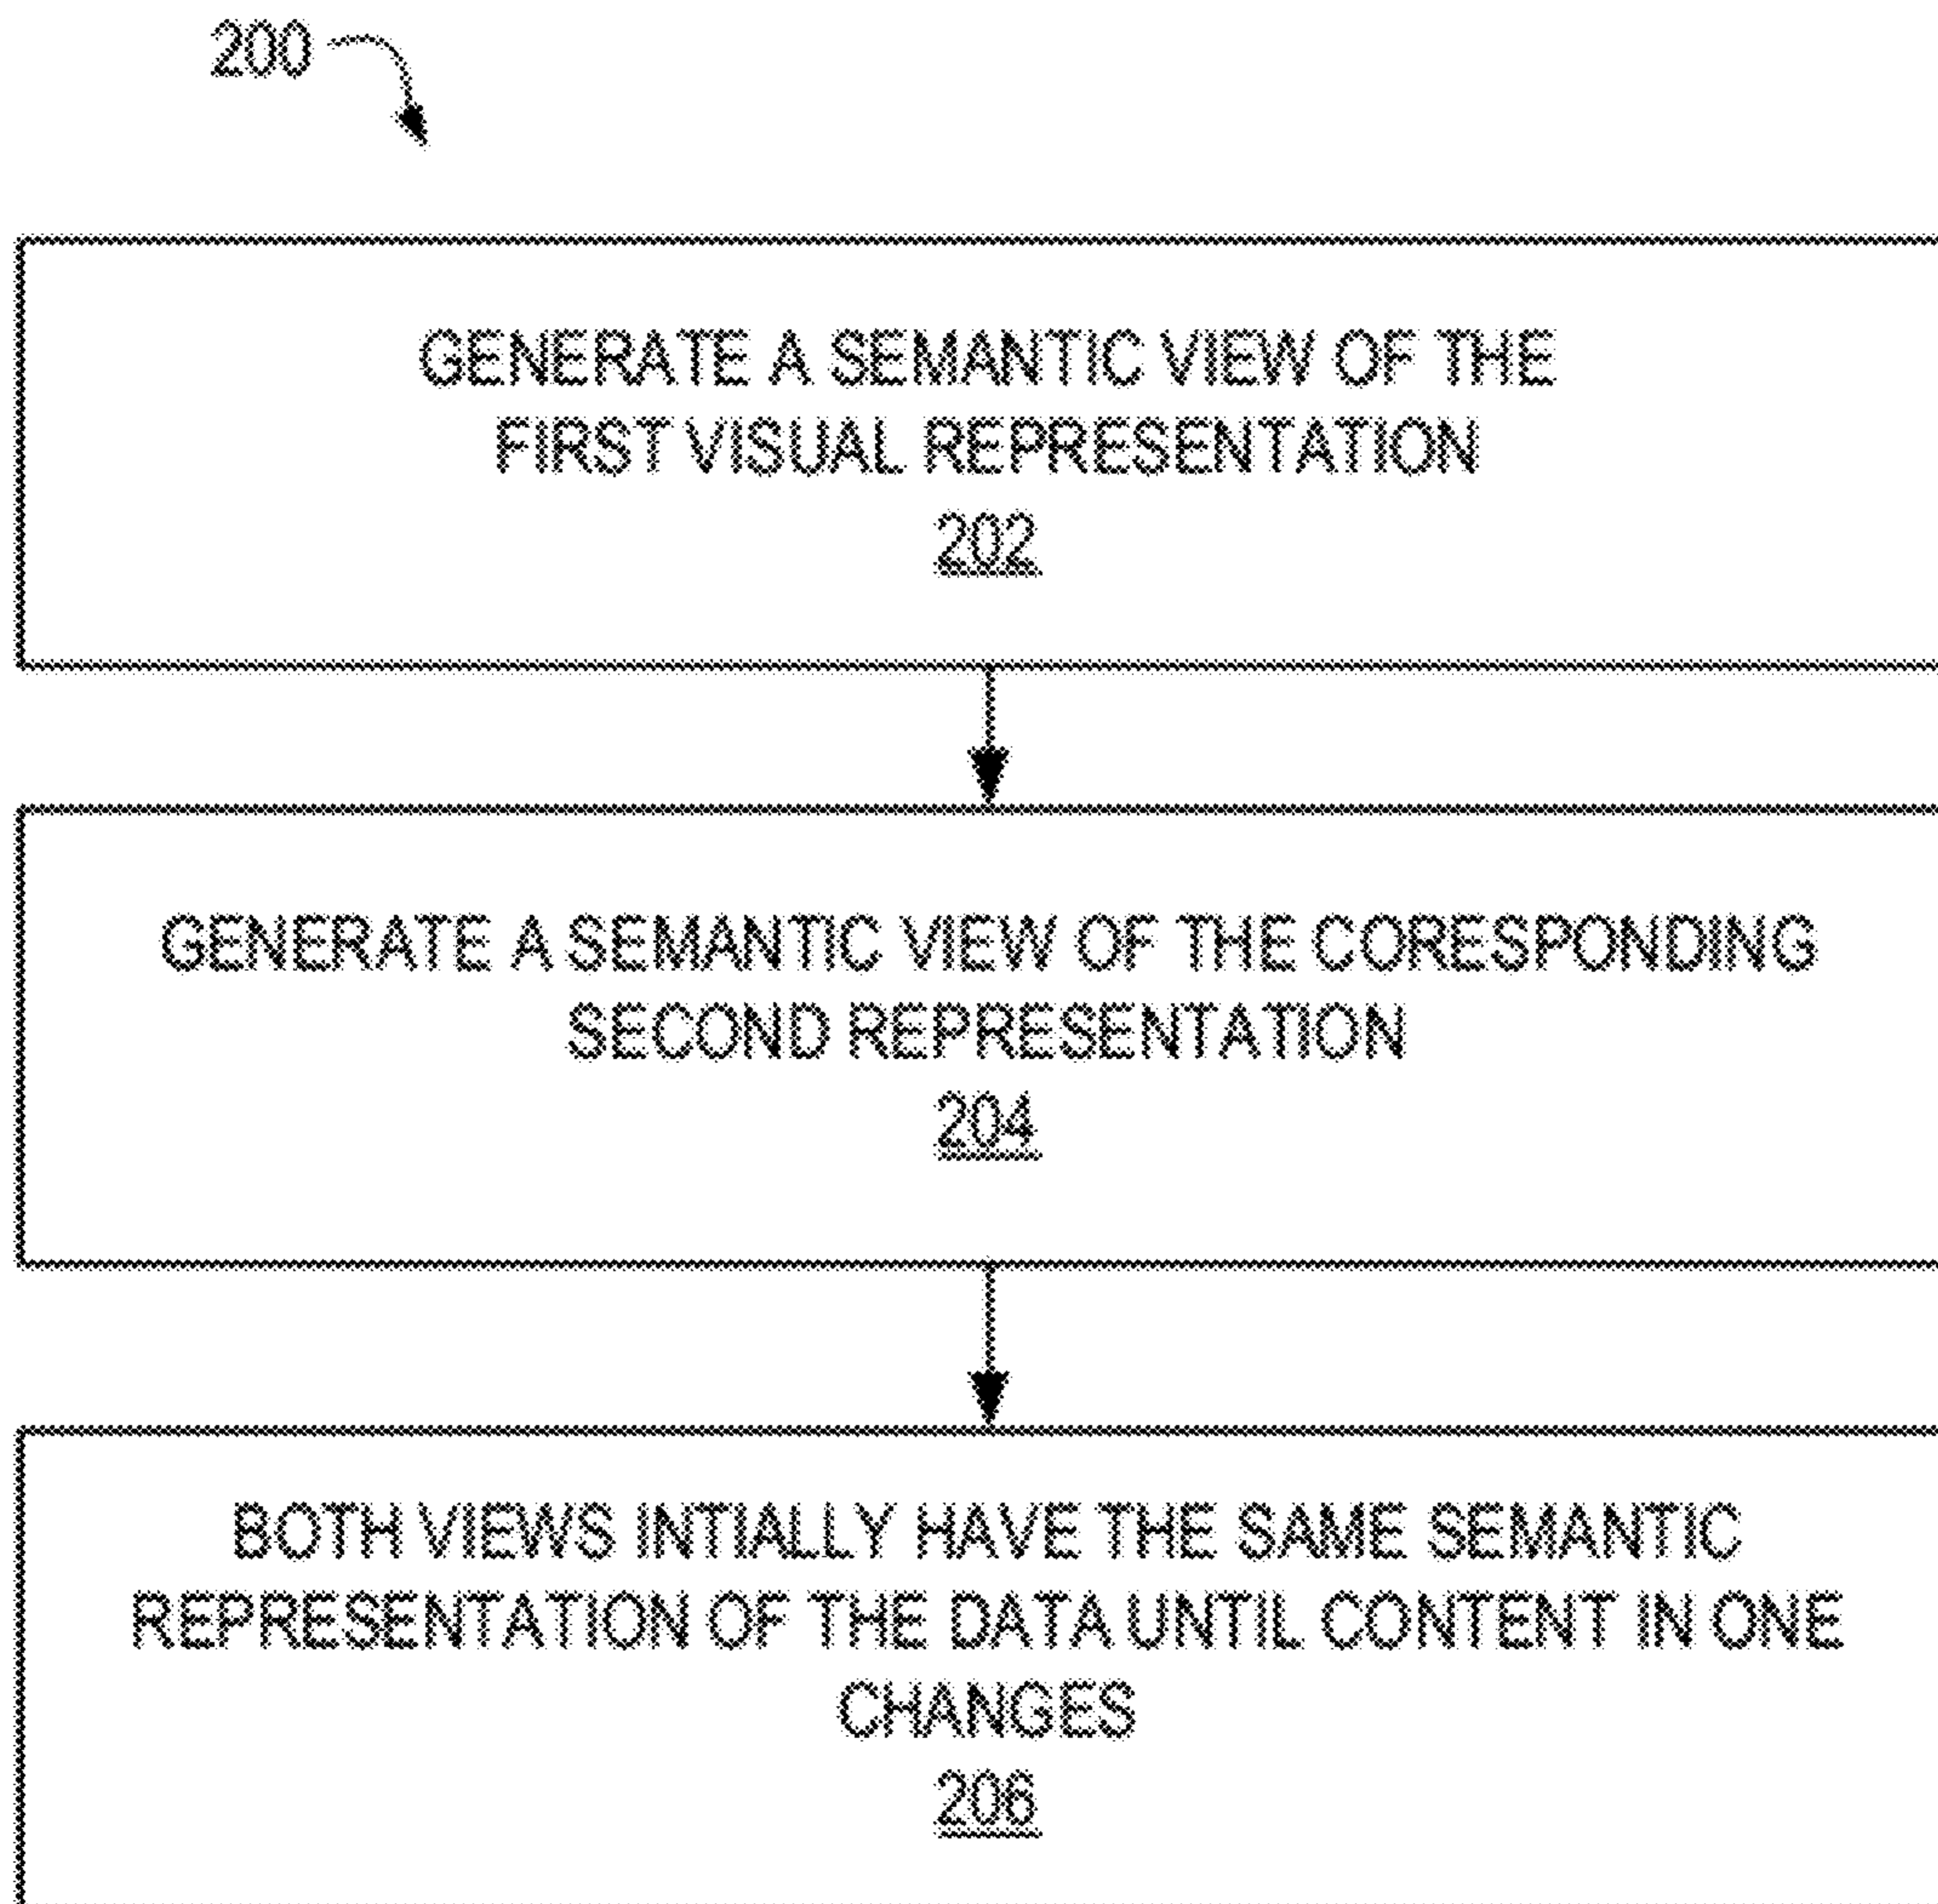 200
GENERATE A SEMANTIC VIEW OF THE
FIRST VISUAL REPRESENTATION
202
GENERATE A SEMANTIC VIEW OF THE CORESPONDING
SECOND REPRESENTATION
204
BOTH VIEWS INTIALLY HAVE THE SAME SEMANTIC
REPRESENTATION OF THE DATA UNTIL CONTENT IN ONE
CHANGES
206